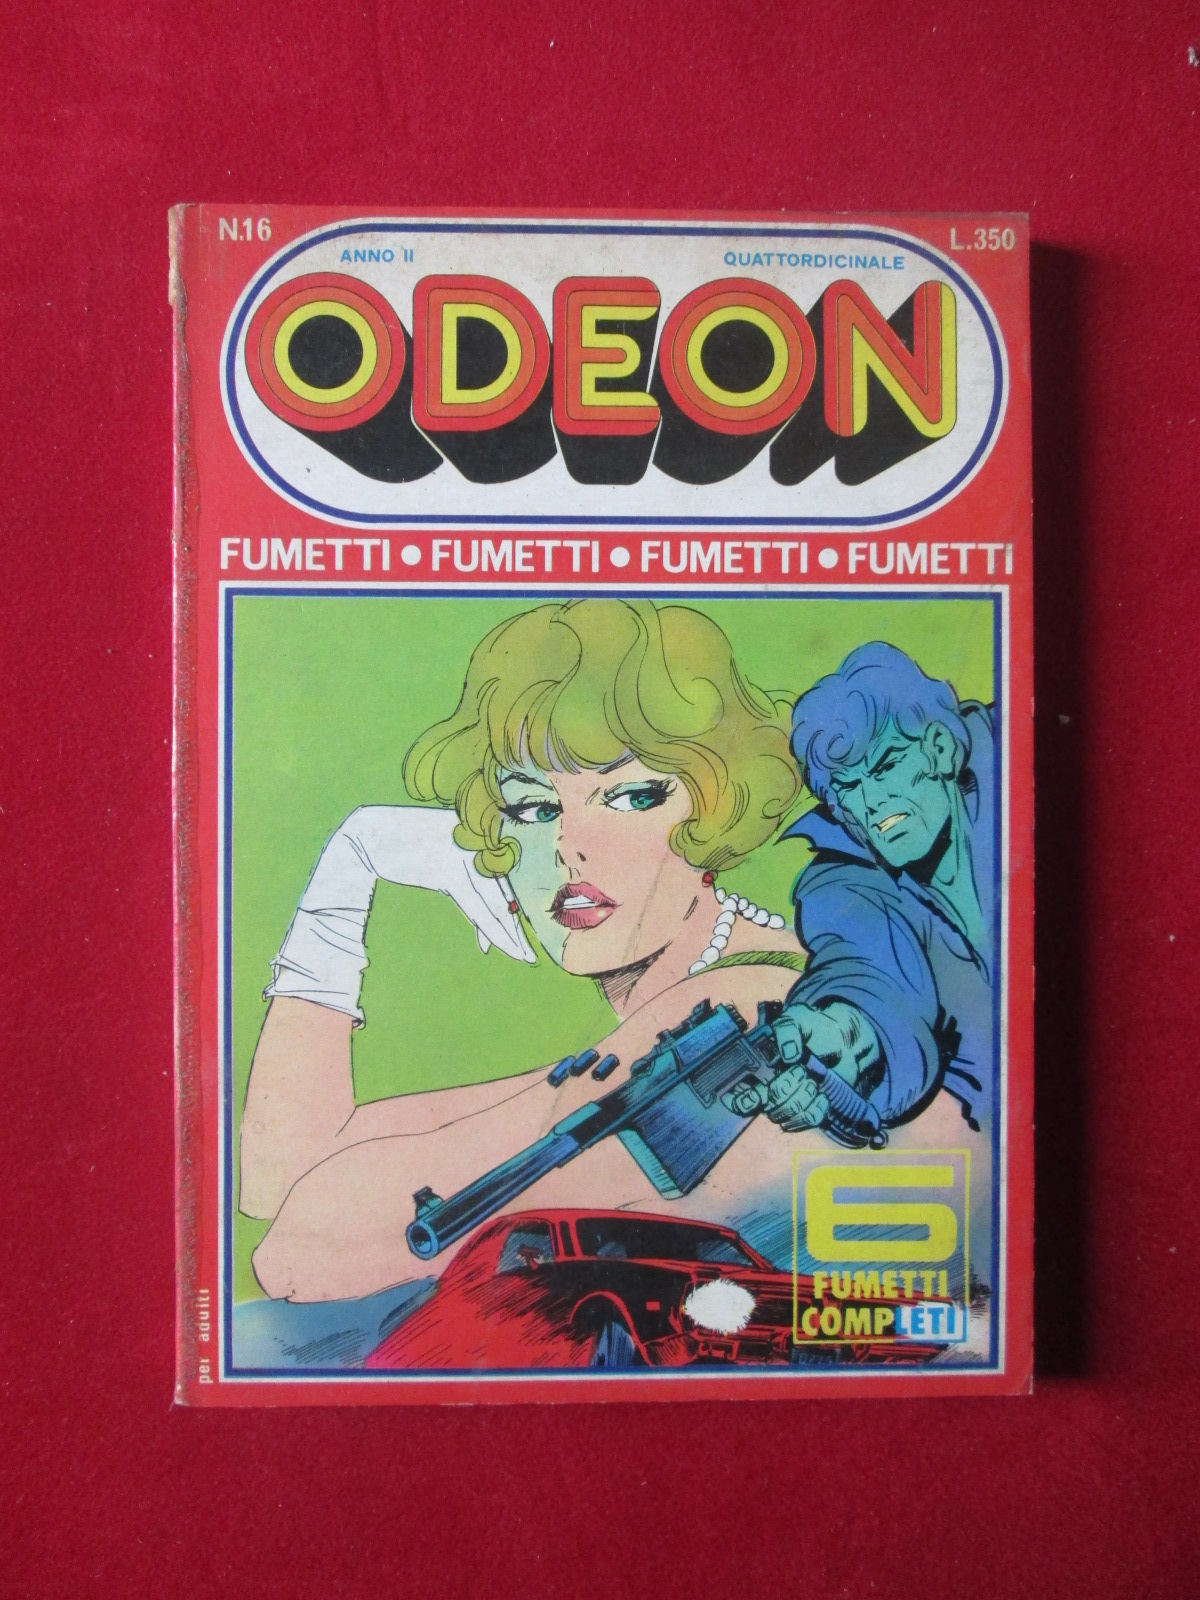 N.16
L.350
ANNO II
QUATTORDICINALE
ODEON
FUMETTI • FUMETTI • FUMETTI • FUMETTI
6
FUMETTI
COMPLETI
per adulti